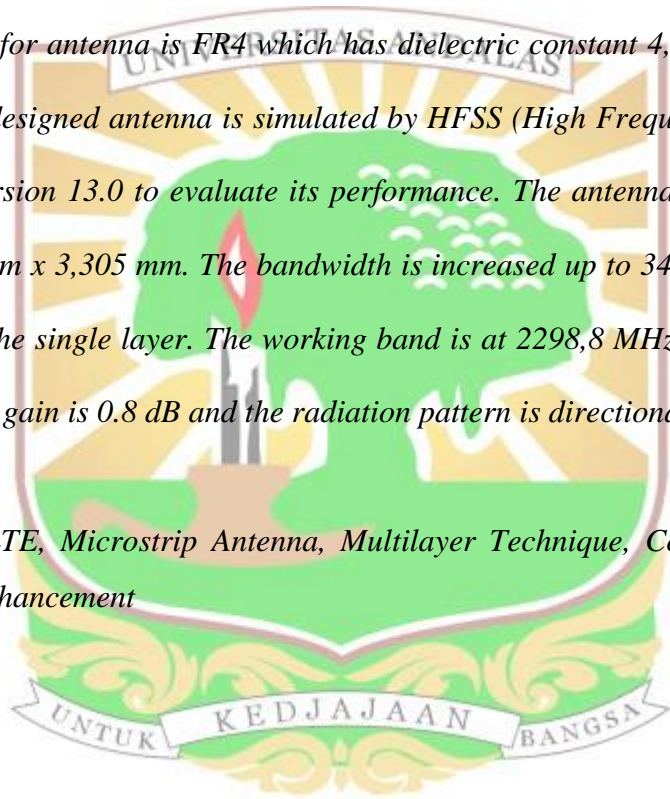 UNIVERSITAS ANDALAS
for antenna is FR4 which has dielectric constant 4,
designed antenna is simulated by HFSS (High Frequ
rsion 13.0 to evaluate its performance. The antenna
m x 3,305 mm. The bandwidth is increased up to 34
he single layer. The working band is at 2298,8 MHz
gain is 0.8 dB and the radiation pattern is directiona
TE, Microstrip Antenna, Multilayer Technique, Co
hancement
UNTUK KEDJAJAAN BANGSA